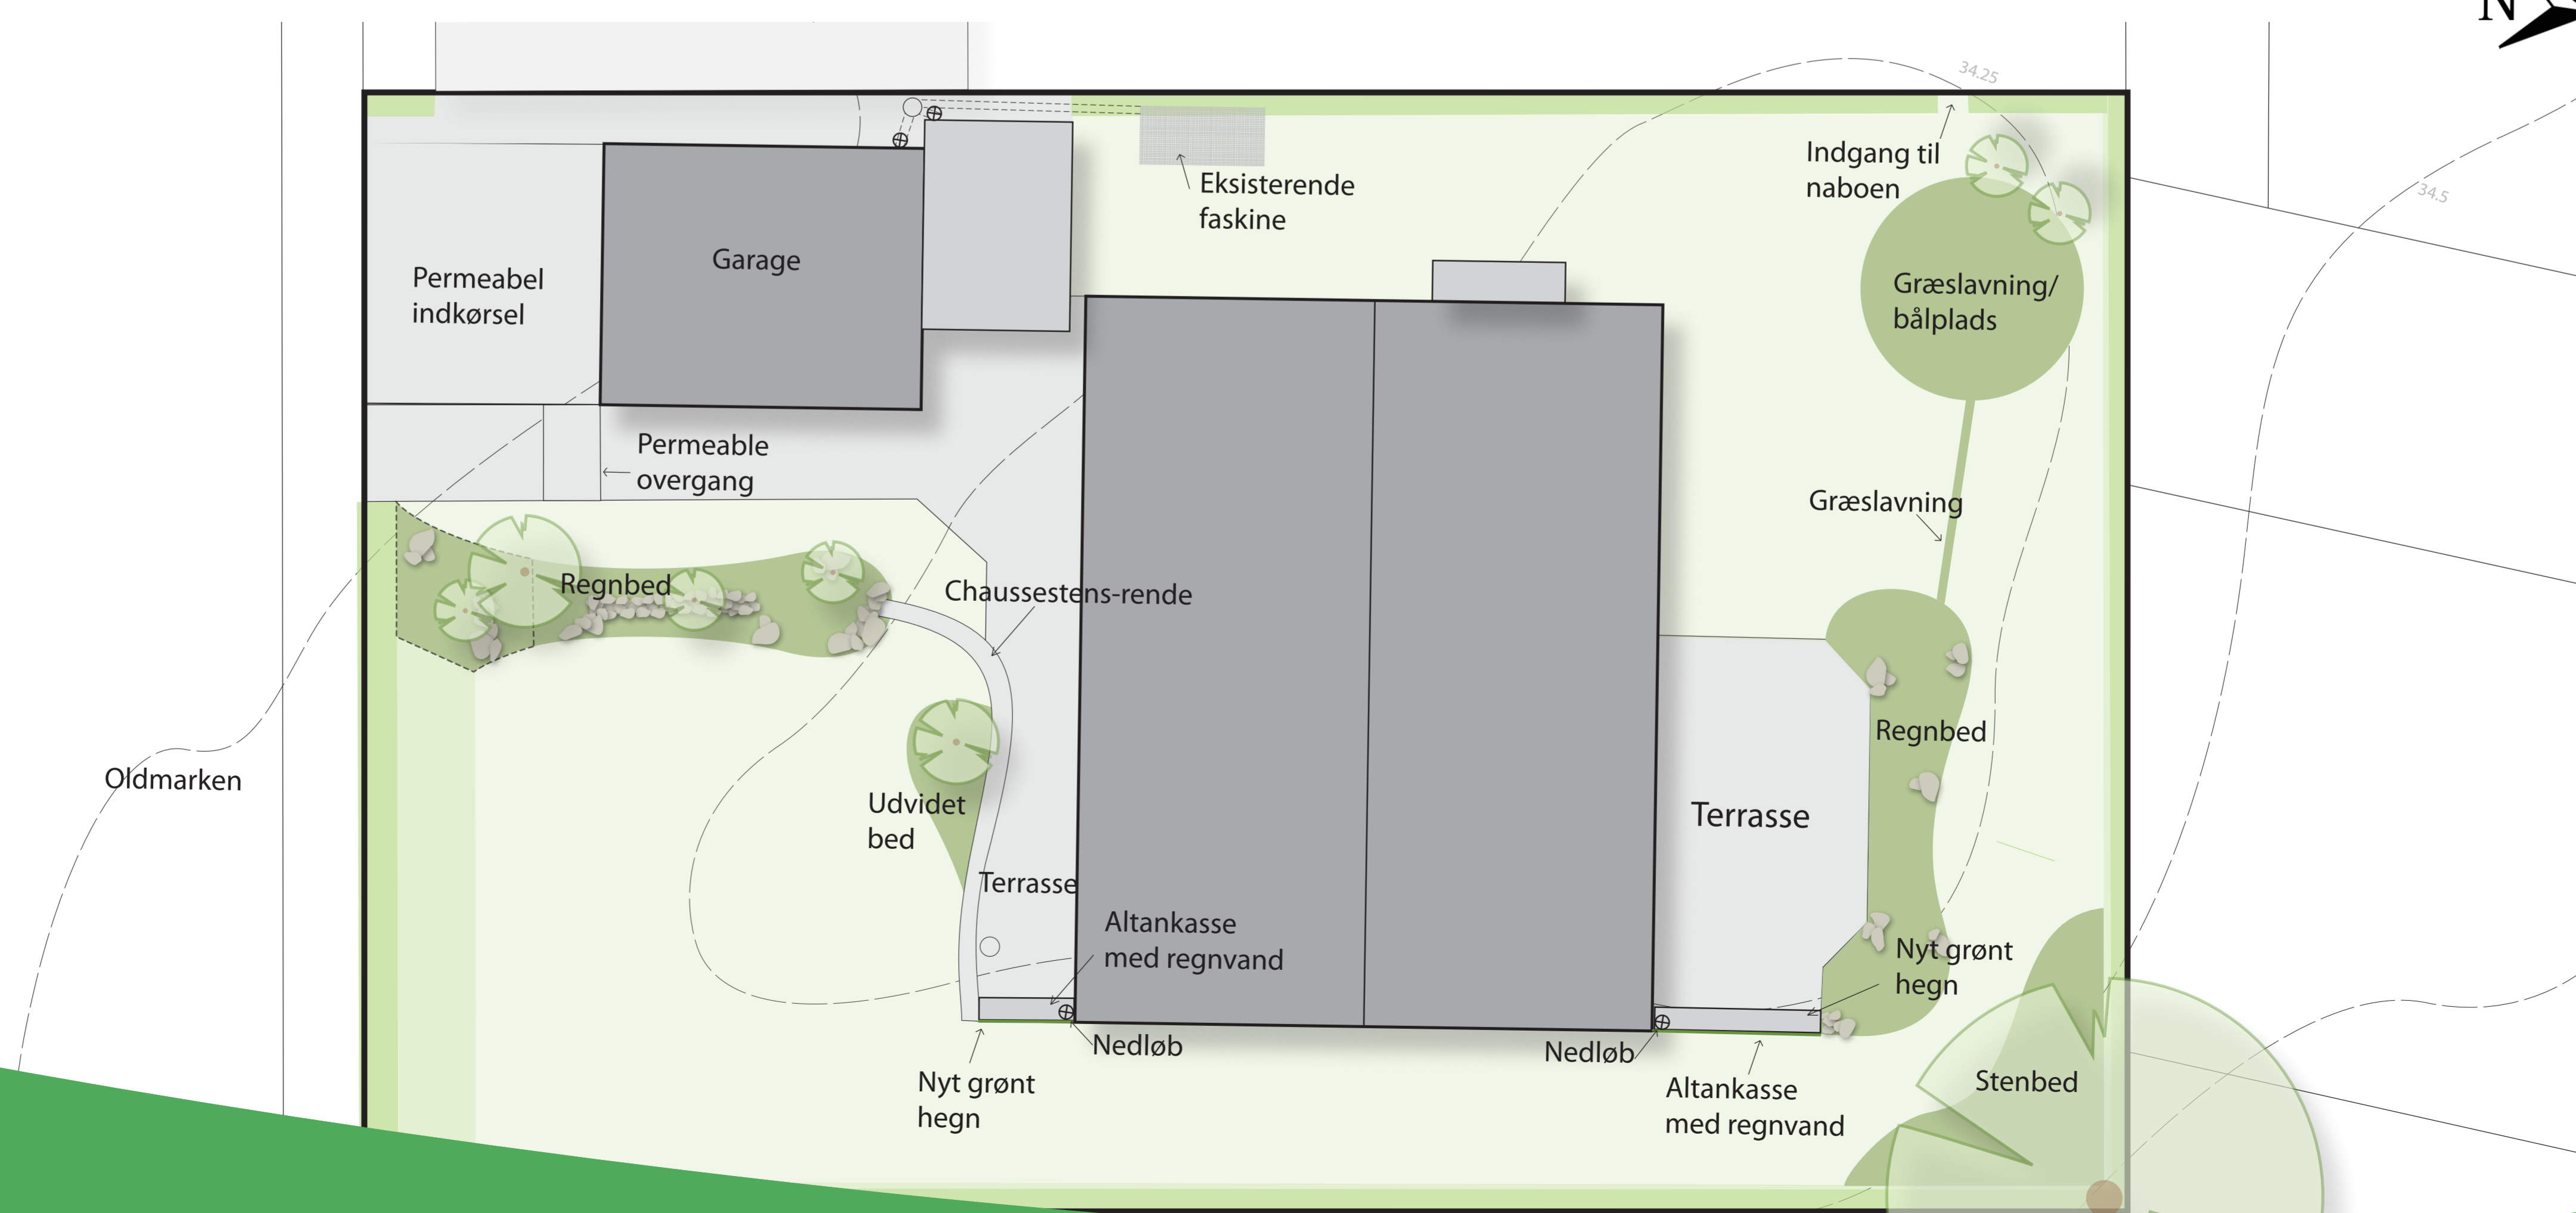 N
34.25
34.5
Indgang til
naboen
Eksisterende
faskine
Garage
Permeabel
indkørsel
Græslavning/
bålplads
Permeable
overgang
Græslavning
Regnbed
Chaussestens-rende
Regnbed
Oldmarken
Udvidet
bed
Terrasse
Terrasse
Altankasse
med regnvand
Nyt grønt
hegn
Nedløb
Nedløb
Nyt grønt
hegn
Altankasse
med regnvand
Stenbed